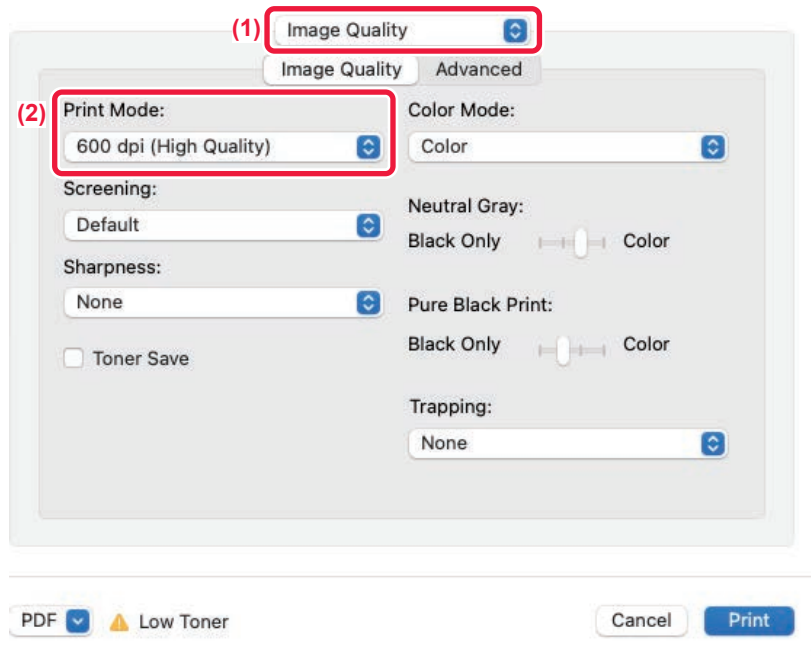 (1) Image Quality
Image Quality Advanced
(2) Print Mode:
600 dpi (High Quality)
Screening:
Default
Sharpness:
None
Toner Save
Color Mode:
Color
Neutral Gray:
Black Only Color
Pure Black Print:
Black Only Color
Trapping:
None
PDF Low Toner Cancel Print